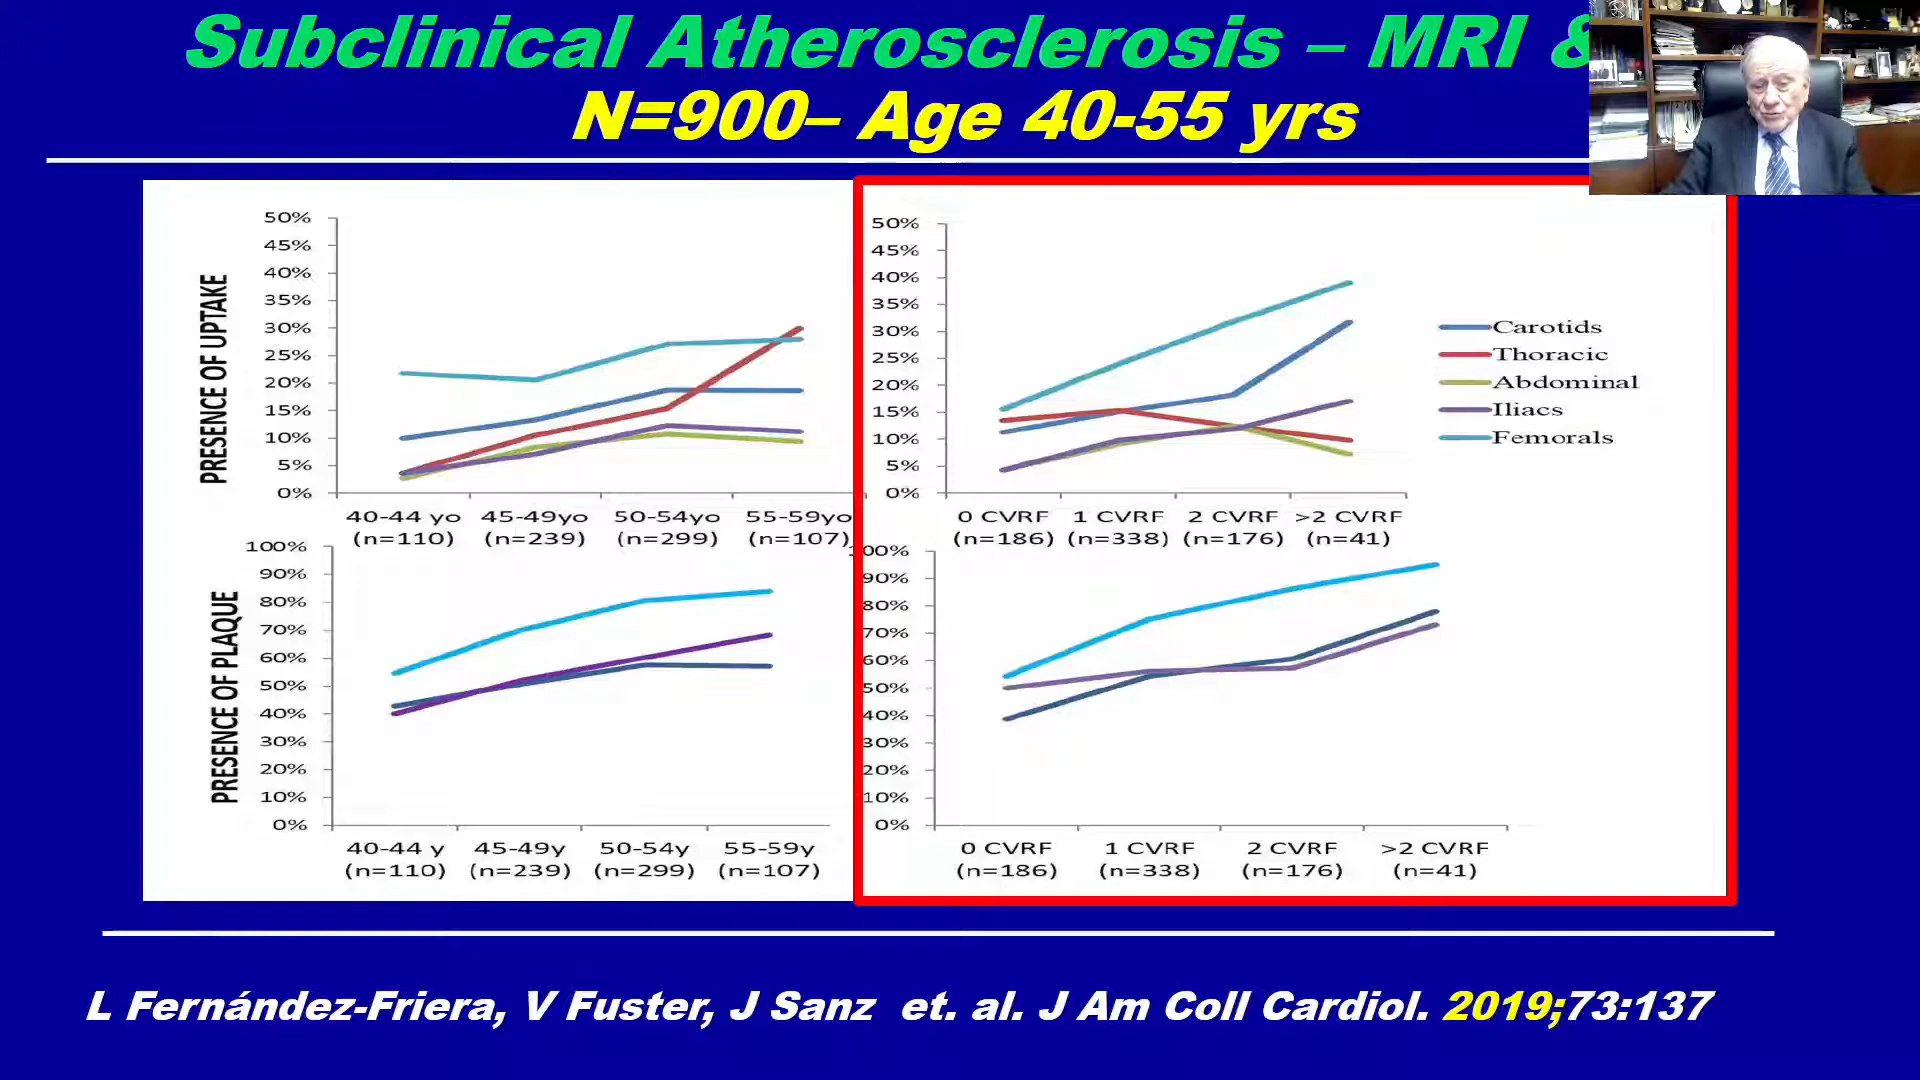 Subclinical Atherosclerosis – MRI &
N=900– Age 40-55 yrs
PRESENCE OF UPTAKE
50%
45%
40%
35%
30%
25%
20%
15%
10%
5%
0%
40-44 yo 45-49yo 50-54yo 55-59yo
(n=110) (n=239) (n=299) (n=107)
50%
45%
40%
35%
30%
25%
20%
15%
10%
5%
0%
0 CVRF 1 CVRF 2 CVRF >2 CVRF
(n=186) (n=338) (n=176) (n=41)
Carotids
Thoracic
Abdominal
Iliacs
Femorals
PRESENCE OF PLAQUE
100%
90%
80%
70%
60%
50%
40%
30%
20%
10%
0%
40-44 y 45-49y 50-54y 55-59y
(n=110) (n=239) (n=299) (n=107)
100%
90%
80%
70%
60%
50%
40%
30%
20%
10%
0%
0 CVRF 1 CVRF 2 CVRF >2 CVRF
(n=186) (n=338) (n=176) (n=41)
L Fernández-Friera, V Fuster, J Sanz et. al. J Am Coll Cardiol. 2019;73:137